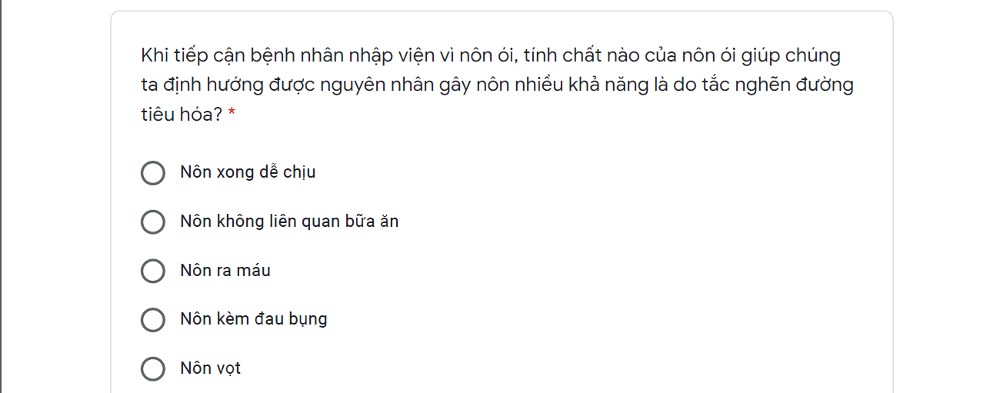 Khi tiếp cận bệnh nhân nhập viện vì nôn ói, tính chất nào của nôn ói giúp chúng
ta định hướng được nguyên nhân gây nôn nhiều khả năng là do tắc nghẽn đường
tiêu hóa? *
Nôn xong dễ chịu
Nôn không liên quan bữa ăn
Nôn ra máu
Nôn kèm đau bụng
Nôn vọt